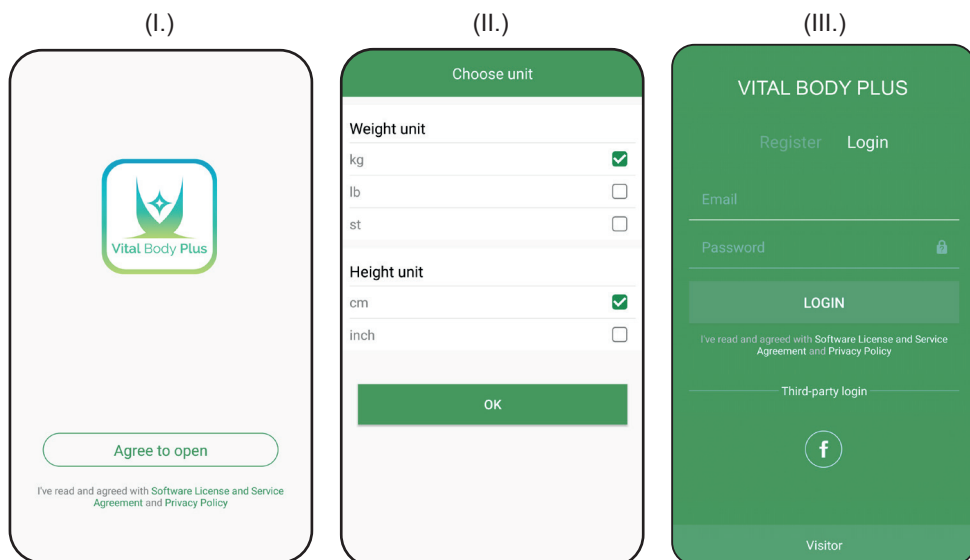 (I.)
Vital Body Plus
Agree to open
I've read and agreed with Software License and Service
Agreement and Privacy Policy
(II.)
Choose unit
Weight unit
kg
lb
st
Height unit
cm
inch
OK
(III.)
VITAL BODY PLUS
Register Login
Email
Password
LOGIN
I've read and agreed with Software License and Service
Agreement and Privacy Policy
Third-party login
f
Visitor